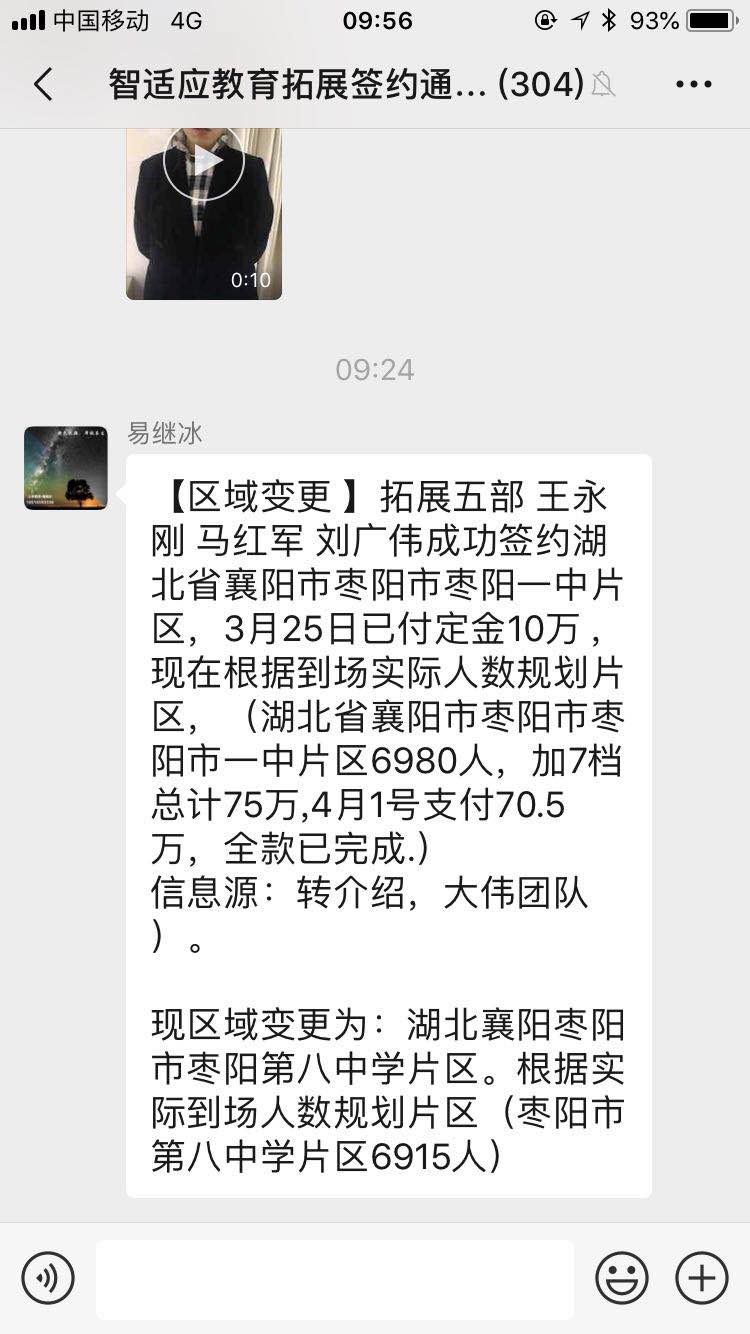 中国移动 4G 09:56 93%
智适应教育拓展签约通... (304)
0:10
09:24
易继冰
【区域变更 】拓展五部 王永
刚 马红军 刘广伟成功签约湖
北省襄阳市枣阳市枣阳一中片
区，3月25日已付定金10万 ，
现在根据到场实际人数规划片
区，（湖北省襄阳市枣阳市枣
阳市一中片区6980人，加7档
总计75万,4月1号支付70.5
万，全款已完成.）
信息源：转介绍，大伟团队
）。
现区域变更为：湖北襄阳枣阳
市枣阳第八中学片区。根据实
际到场人数规划片区（枣阳市
第八中学片区6915人）